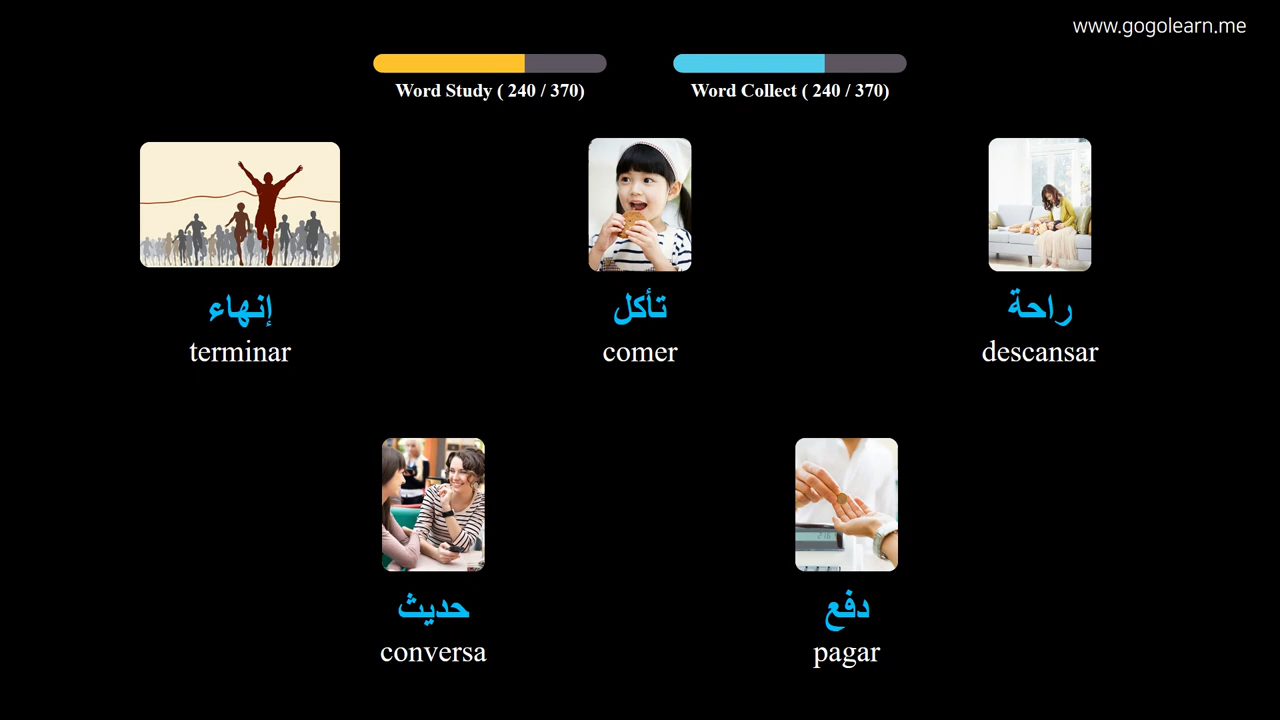 www.gogolearn.me
Word Study ( 240 / 370)
Word Collect ( 240 / 370)
إنهاء
terminar
تأكل
comer
راحة
descansar
حديث
conversa
دفع
pagar